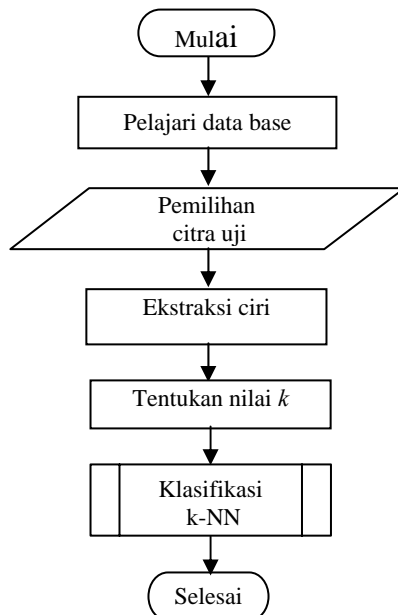 Mulai
Pelajari data base
Pemilihan
citra uji
Ekstraksi ciri
Tentukan nilai k
Klasifikasi
k-NN
Selesai